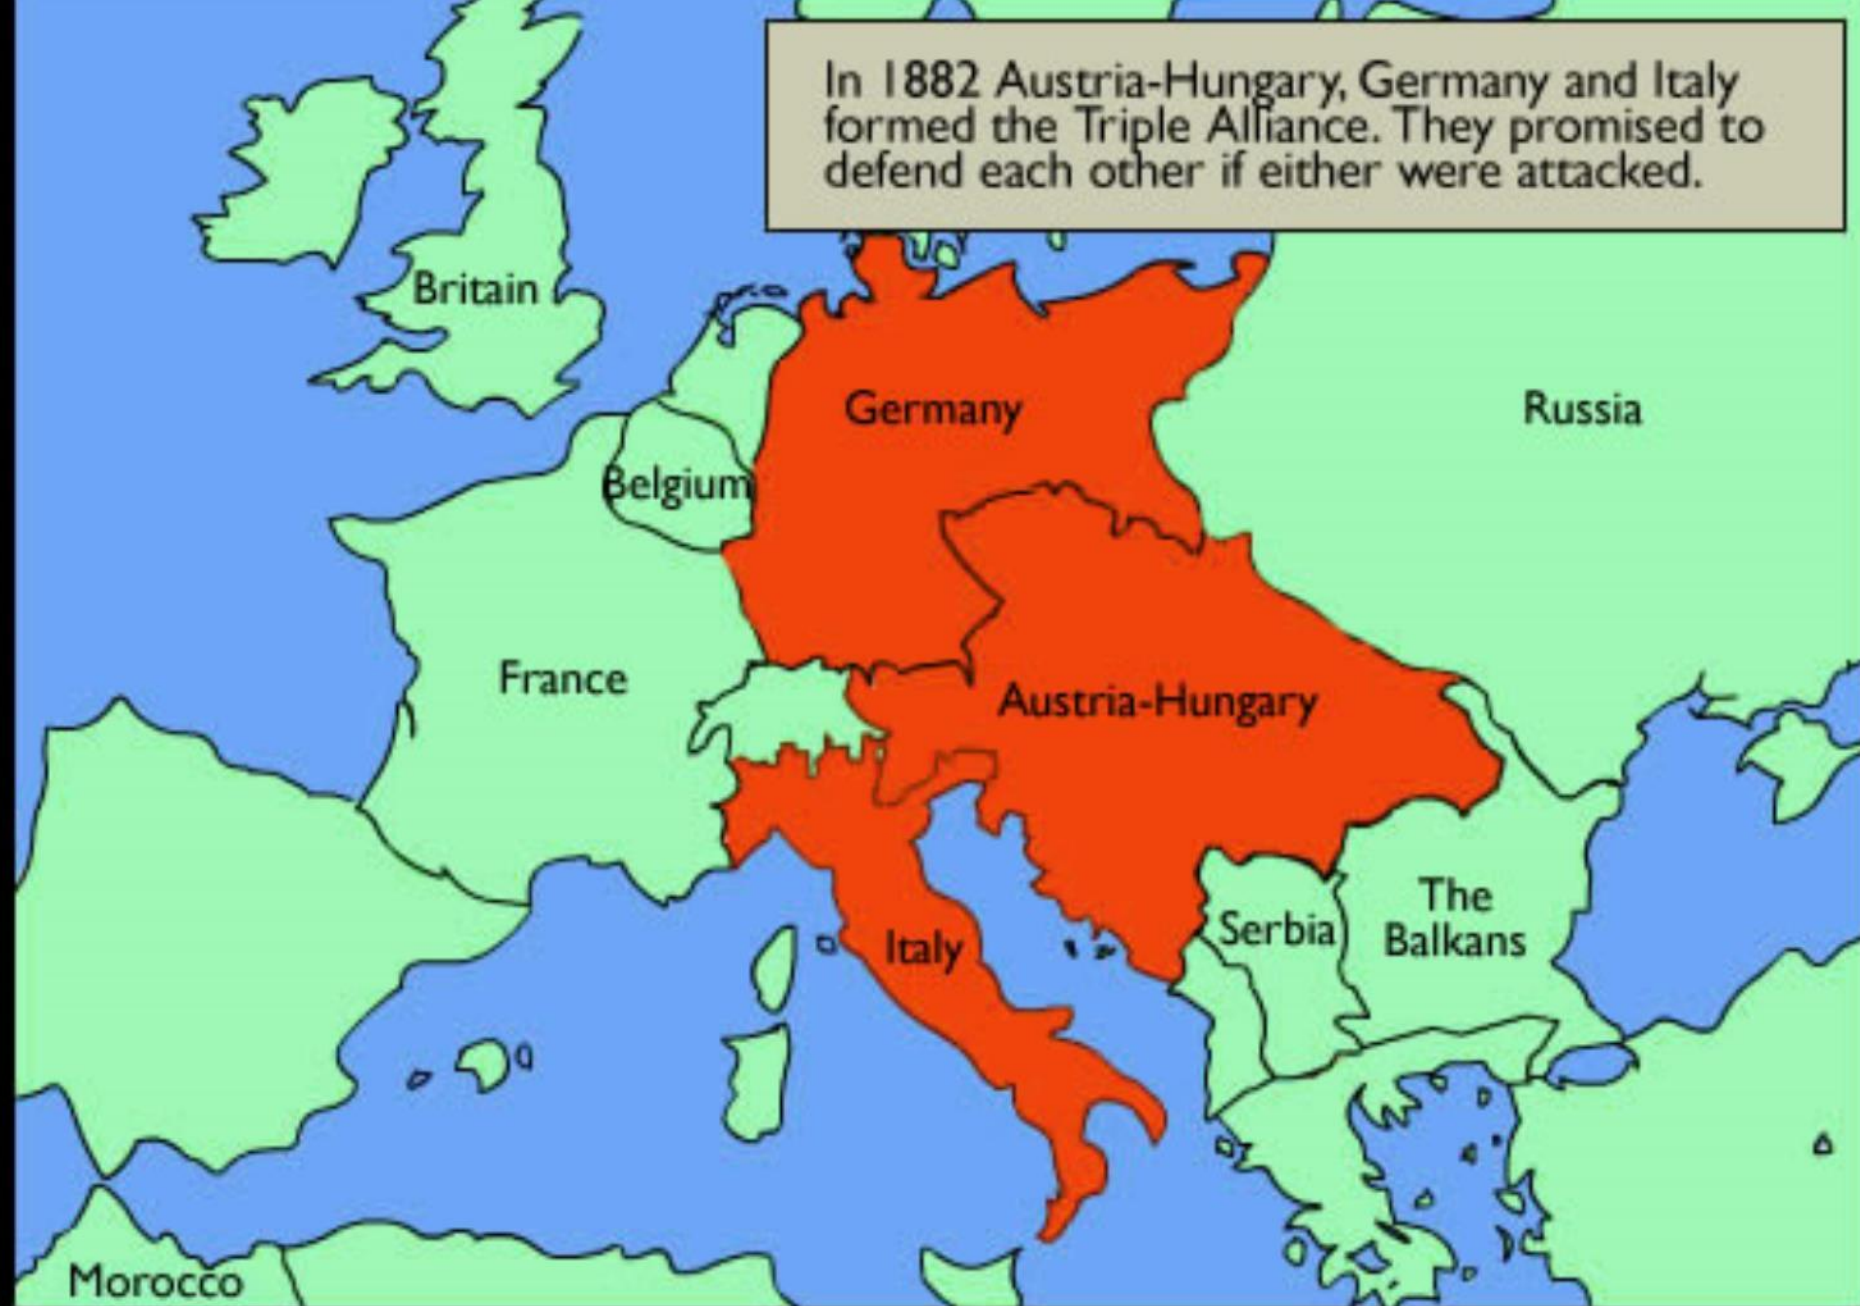 In 1882 Austria-Hungary, Germany and Italy
formed the Triple Alliance. They promised to
defend each other if either were attacked.
Britain
Germany
Russia
Belgium
France
Austria-Hungary
The
Balkans
Serbia
Italy
Morocco